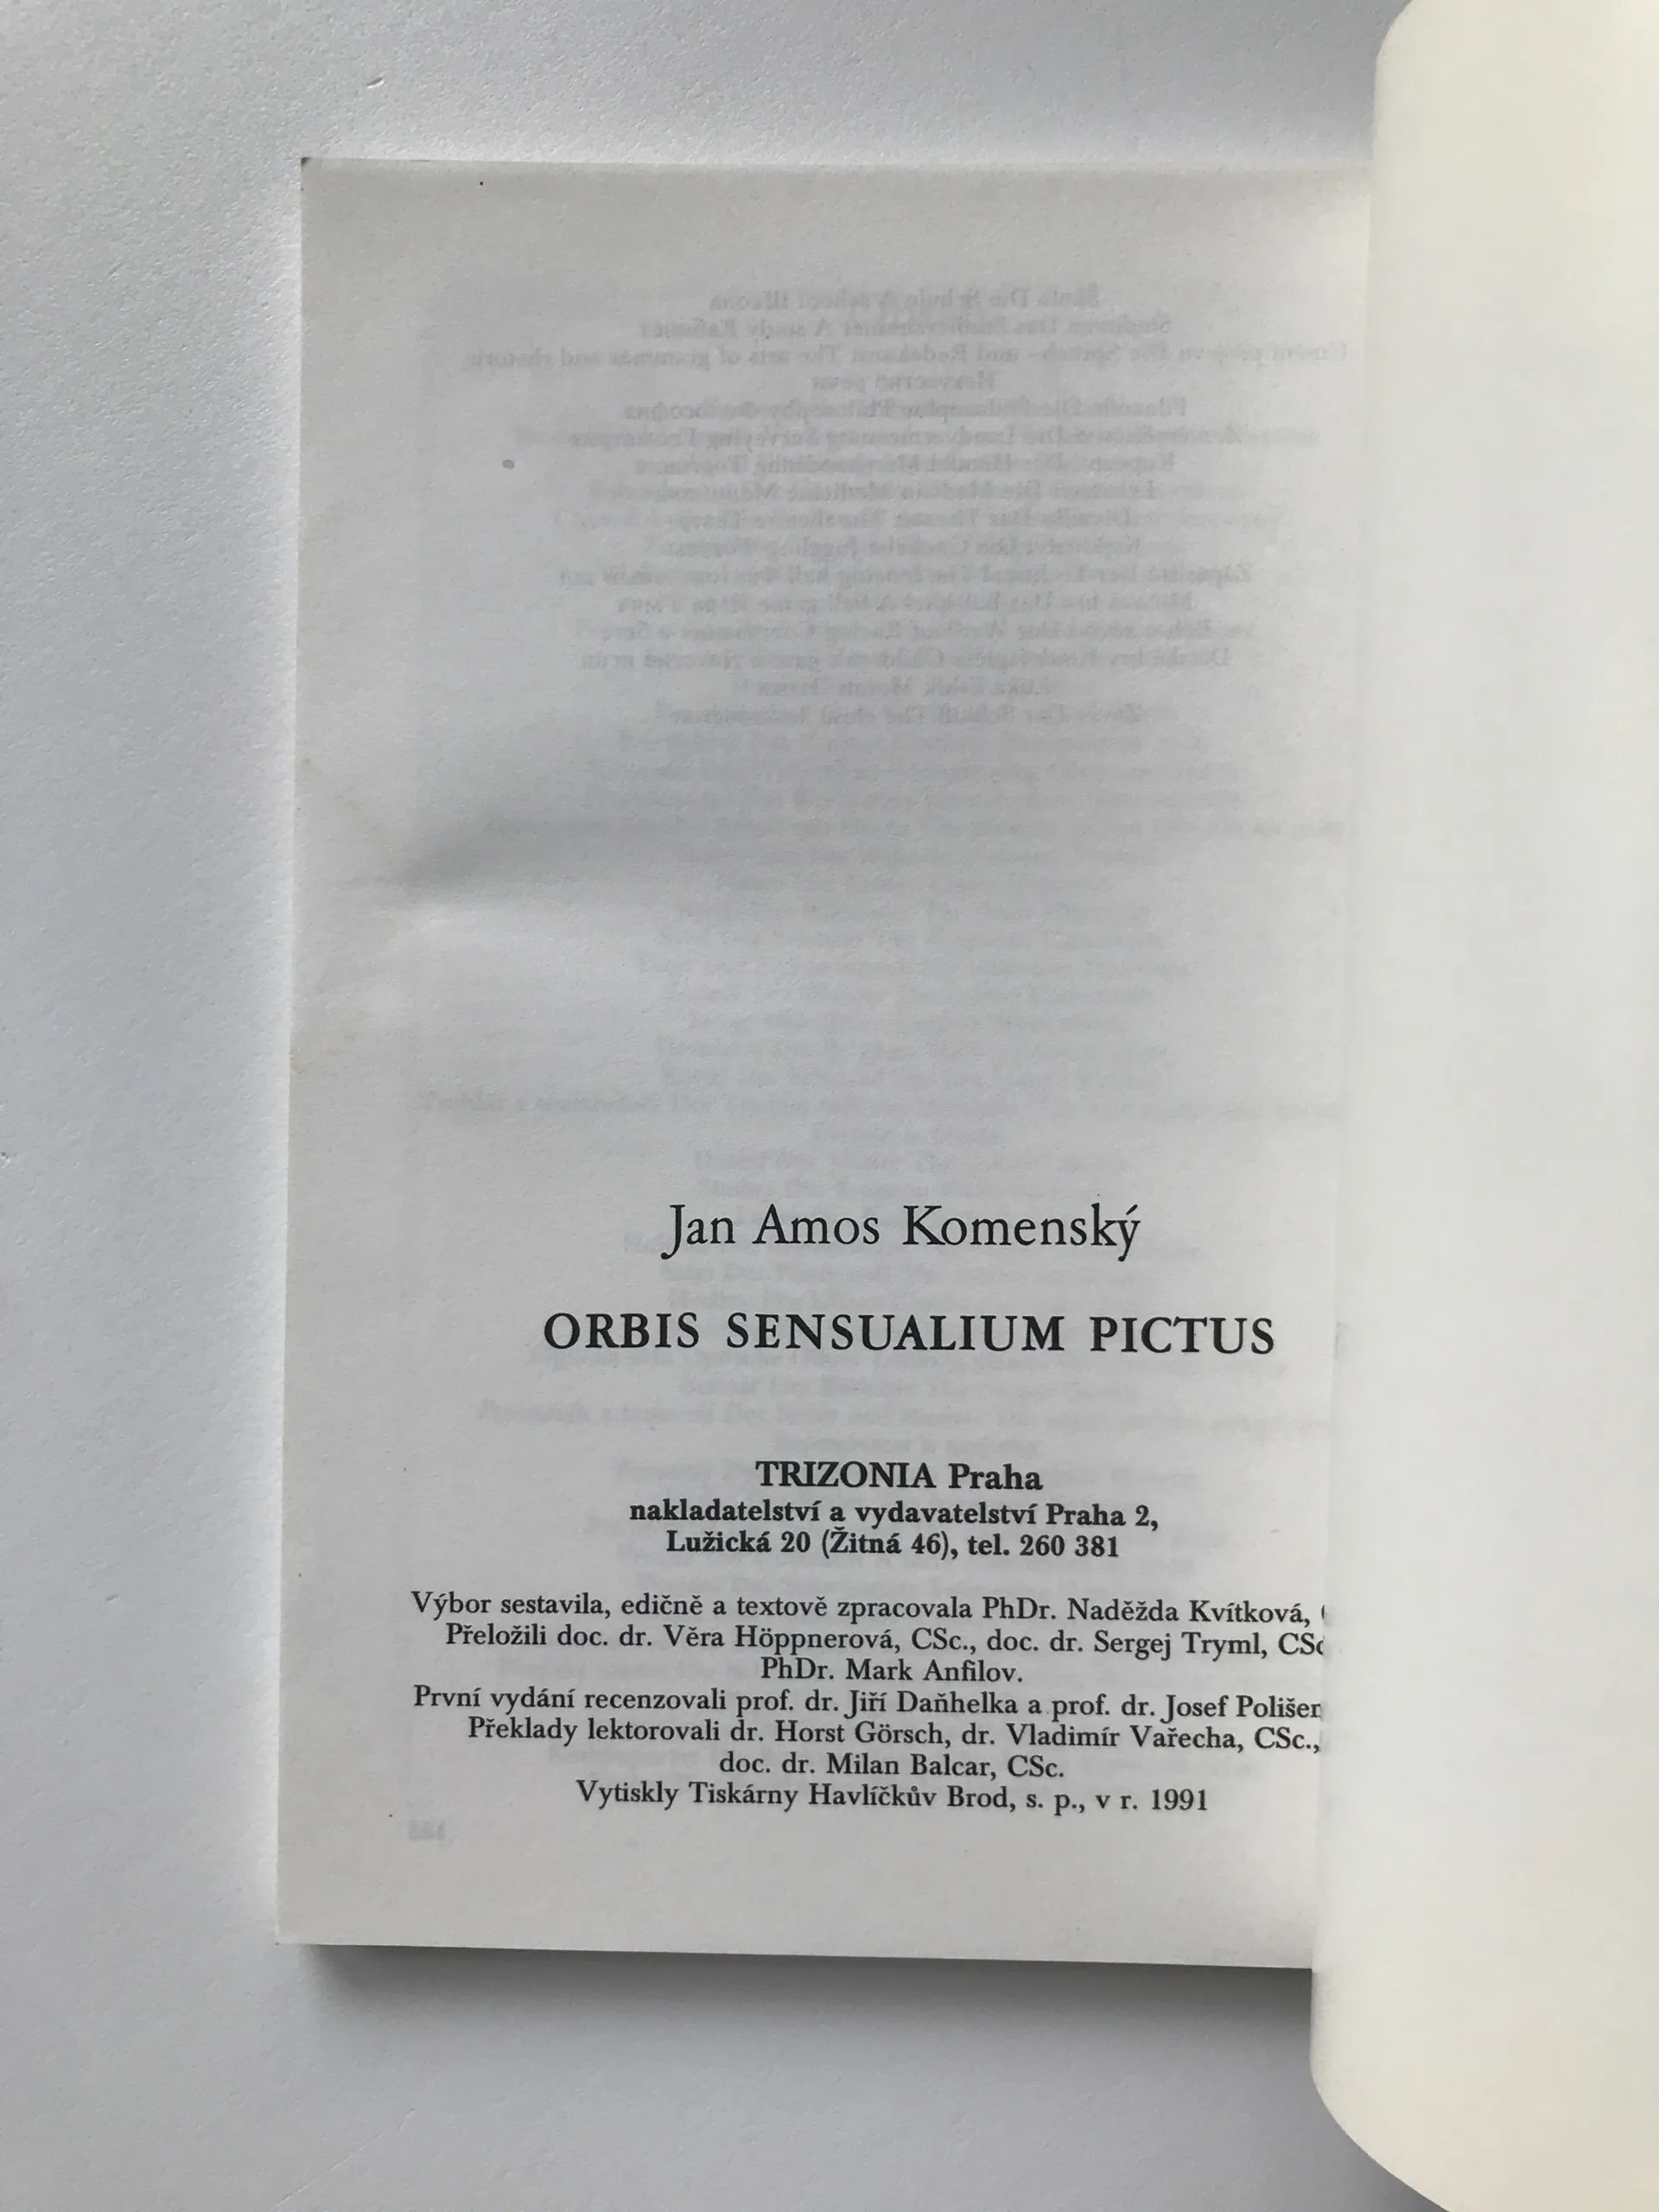 Jan Amos Komenský
ORBIS SENSUALIUM PICTUS
TRIZONIA Praha
nakladatelství a vydavatelství Praha 2,
Lužická 20 (Žitná 46), tel. 260 381
Výbor sestavila, edičně a textově zpracovala PhDr. Naděžda Kvítková,
Přeložili doc. dr. Věra Höppnerová, CSc., doc. dr. Sergej Tryml, CSc
PhDr. Mark Anfilov.
První vydání recenzovali prof. dr. Jiří Daňhelka a prof. dr. Josef Polišen
Překlady lektorovali dr. Horst Görsch, dr. Vladimír Vařecha, CSc.,
doc. dr. Milan Balcar, CSc.
Vytiskly Tiskárny Havlíčkův Brod, s. p., v r. 1991